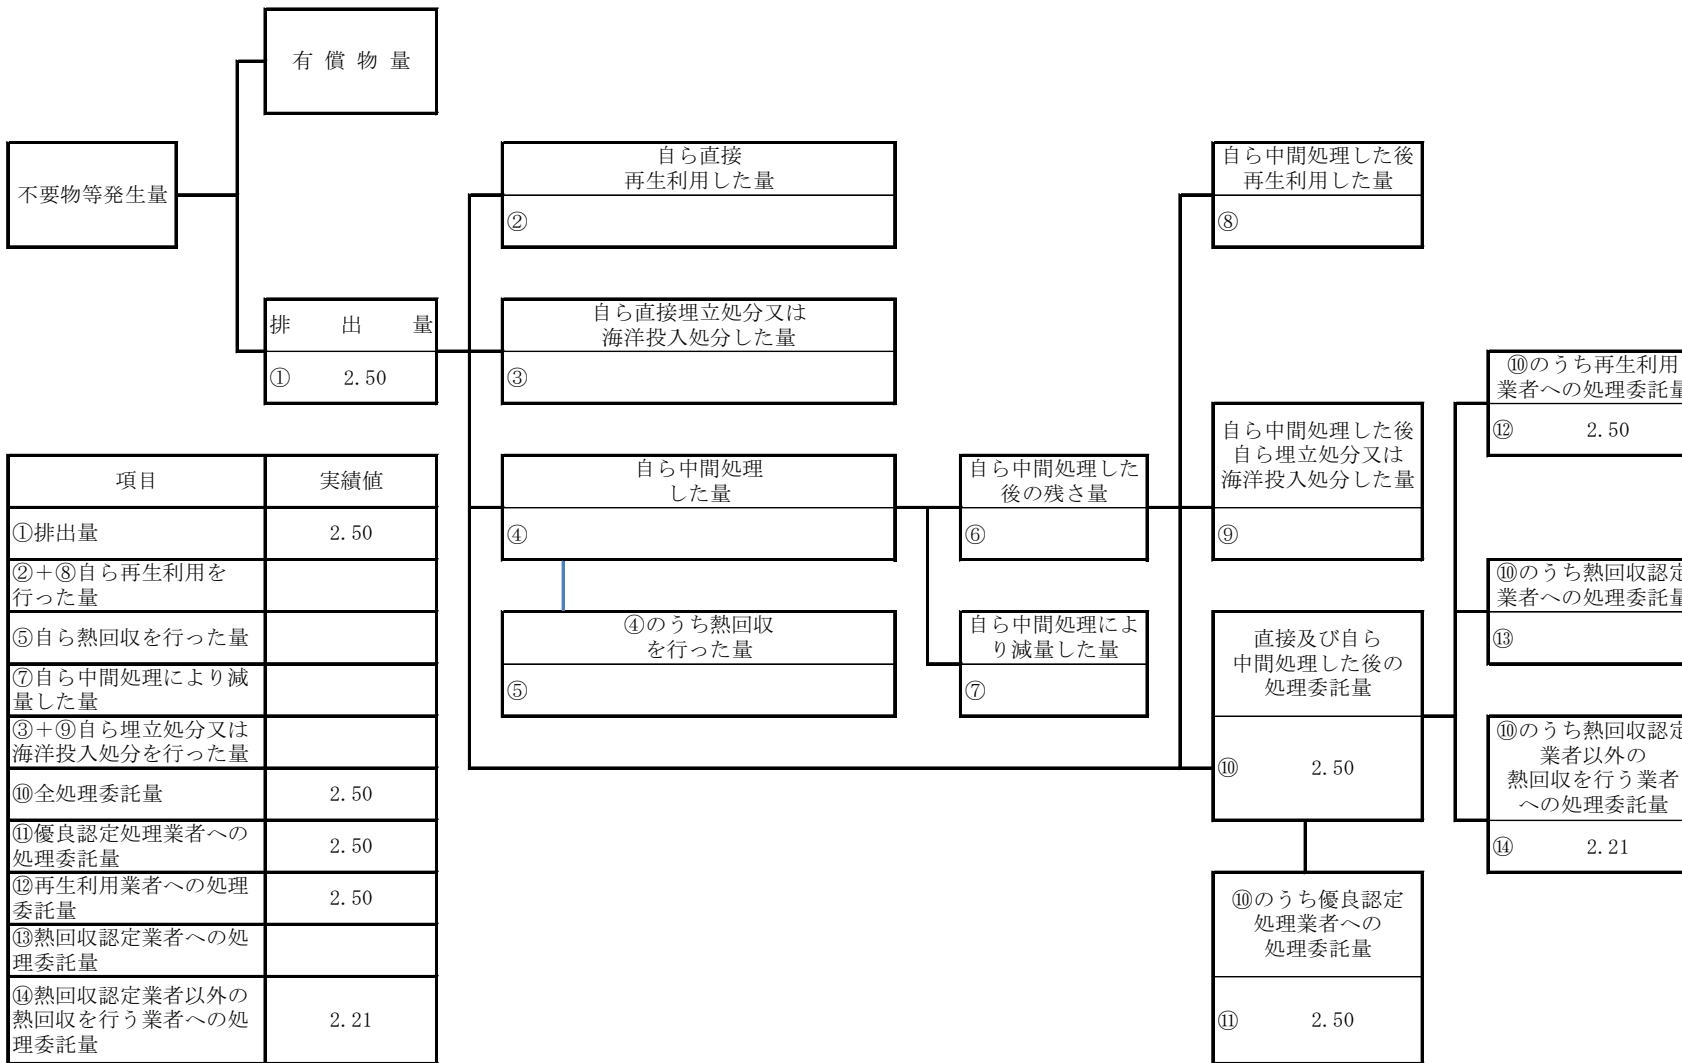 有 償 物 量
不要物等発生量
自ら直接
再生利用した量
②
自ら中間処理した後
再生利用した量
⑧
排 出 量
① 2.50
自ら直接埋立処分又は
海洋投入処分した量
③
自ら中間処理
した量
④
自ら中間処理した
後の残さ量
⑥
自ら中間処理した後
自ら埋立処分又は
海洋投入処分した量
⑨
⑩のうち再生利用
業者への処理委託量
⑫ 2.50
④のうち熱回収
を行った量
⑤
自ら中間処理によ
り減量した量
⑦
直接及び自ら
中間処理した後の
処理委託量
⑩ 2.50
⑩のうち熱回収認定
業者への処理委託量
⑬
⑩のうち熱回収認定
業者以外の
熱回収を行う業者
への処理委託量
⑭ 2.21
⑩のうち優良認定
処理業者への
処理委託量
⑪ 2.50
項目 実績値
①排出量 2.50
②＋⑧自ら再生利用を
行った量
⑤自ら熱回収を行った量
⑦自ら中間処理により減
量した量
③＋⑨自ら埋立処分又は
海洋投入処分を行った量
⑩全処理委託量 2.50
⑪優良認定処理業者への
処理委託量 2.50
⑫再生利用業者への処理
委託量 2.50
⑬熱回収認定業者への処
理委託量
⑭熱回収認定業者以外の
熱回収を行う業者への処
理委託量 2.21